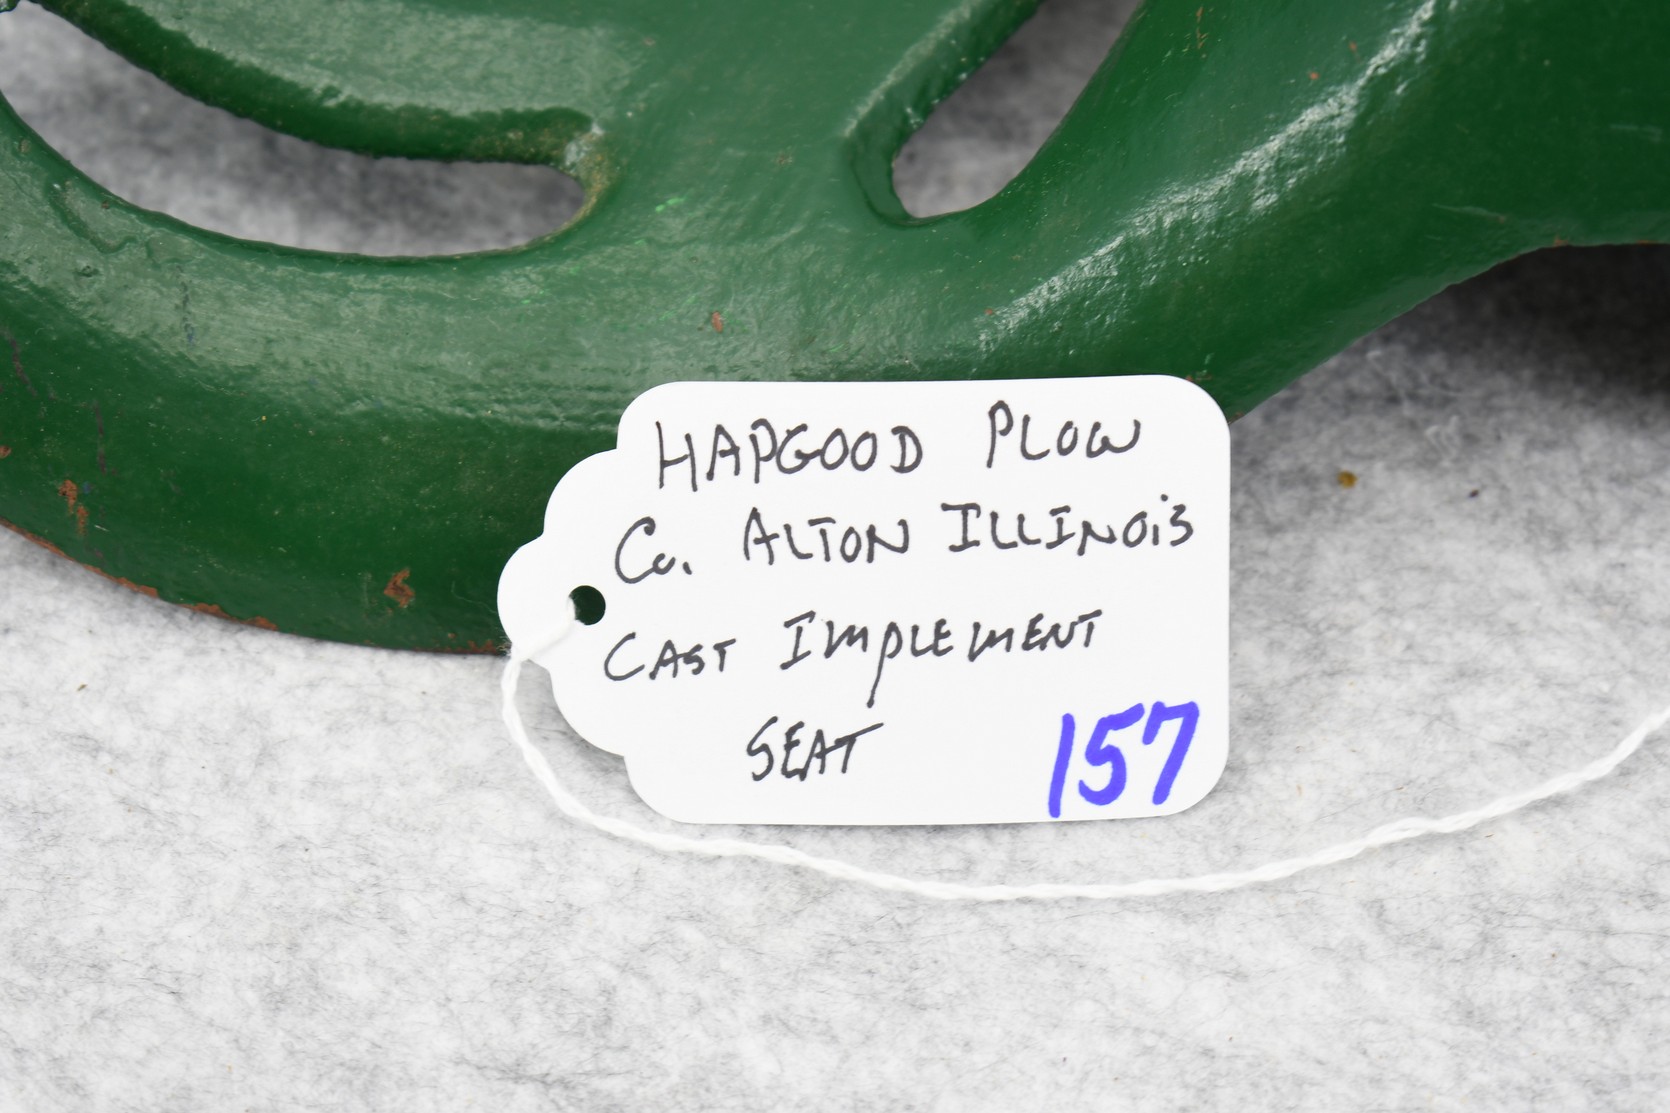 HAPGOOD PLOW
Co. ALTON ILLINOiS
CAST IMPLEMENT
SEAT 157